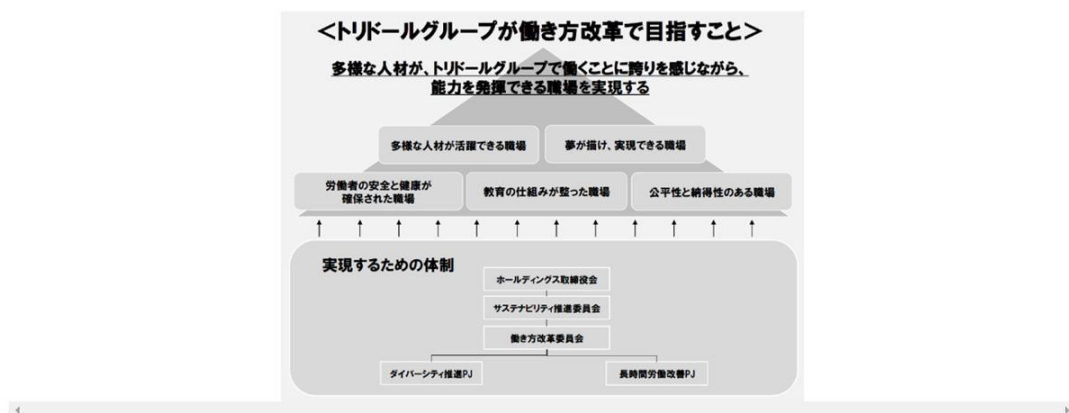 ＜トリドールグループが働き方改革で目指すこと＞
多様な人材が、トリドールグループで働くことに誇りを感じながら、
能力を発揮できる職場を実現する
多様な人材が活躍できる職場
夢が描け、実現できる職場
労働者の安全と健康が
確保された職場
教育の仕組みが整った職場
公平性と納得性のある職場
実現するための体制
ホールディングス取締役会
サステナビリティ推進委員会
働き方改革委員会
ダイバーシティ推進PJ
長時間労働改善PJ